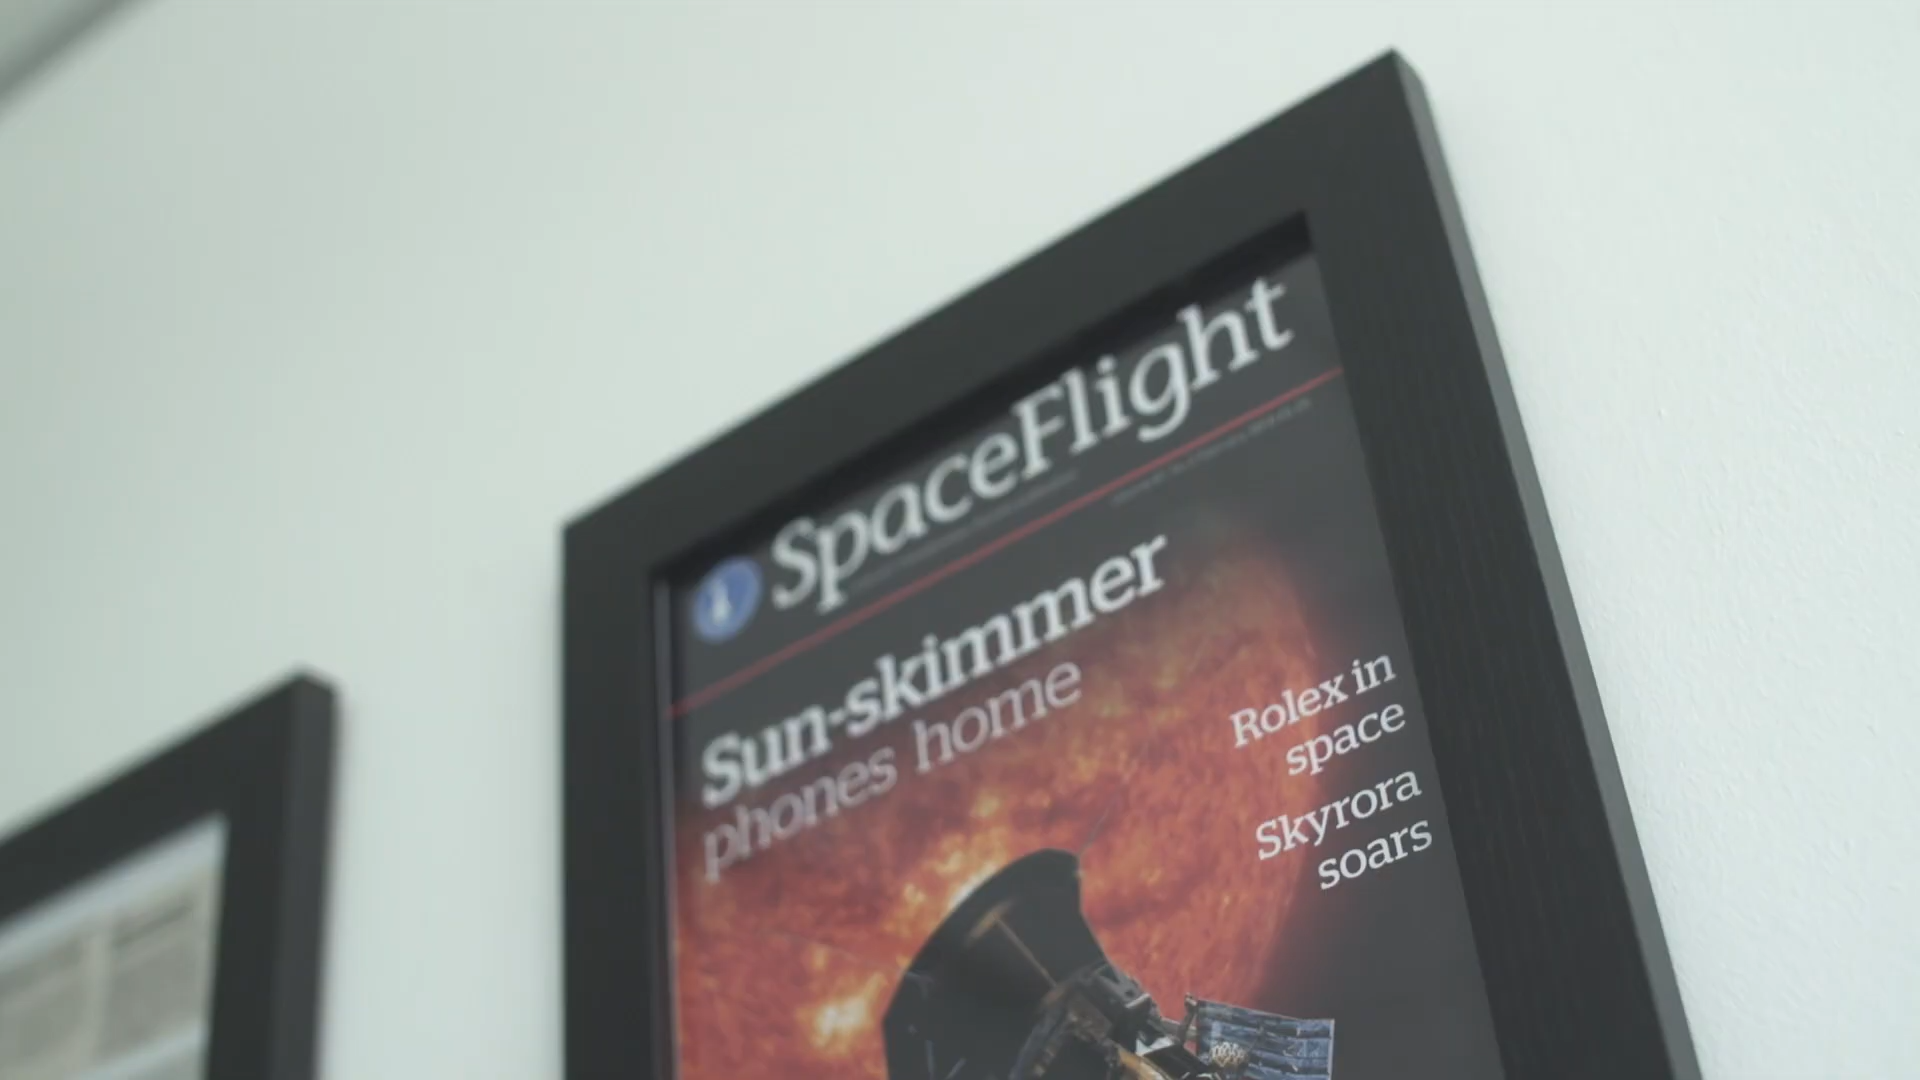 SpaceFlight
Sun-skimmer
phones home
Rolex in
space
Skyrora
soars